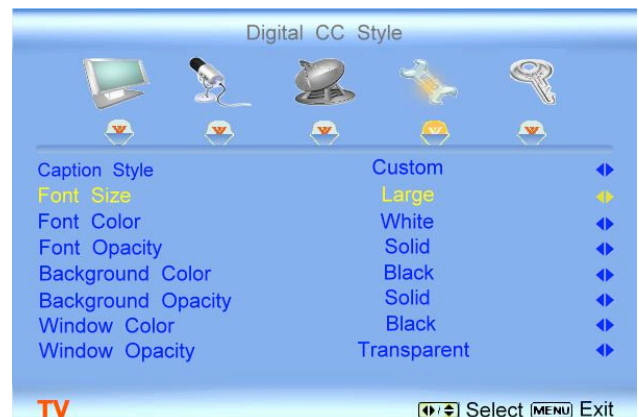 Digital CC Style
Caption Style Custom
Font Size Large
Font Color White
Font Opacity Solid
Background Color Black
Background Opacity Solid
Window Color Black
Window Opacity Transparent
TV Select MENU Exit